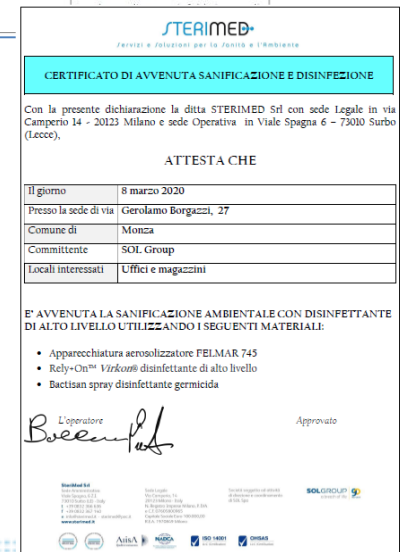 STERIMED
Servizi e Soluzioni per la Sanità e l'Ambiente
CERTIFICATO DI AVVENUTA SANIFICAZIONE E DISINFEZIONE
Con la presente dichiarazione la ditta STERIMED Srl con sede Legale in via
Camperio 14 - 20123 Milano e sede Operativa in Viale Spagna 6 – 73010 Surbo
(Lecce),
ATTESTA CHE
Il giorno 8 marzo 2020
Presso la sede di via Gerolamo Borgazzi, 27
Comune di Monza
Committente SOL Group
Locali interessati Uffici e magazzini
E' AVVENUTA LA SANIFICAZIONE AMBIENTALE CON DISINFETTANTE
DI ALTO LIVELLO UTILIZZANDO I SEGUENTI MATERIALI:
• Apparecchiatura aerosolizzatore FELMAR 745
• Rely+On™ Virkon® disinfettante di alto livello
• Bactisan spray disinfettante germicida
L'operatore Approvato
SteriMed Srl
www.sterimed.it
SOLGROUP
ISO 14001
OHSAS